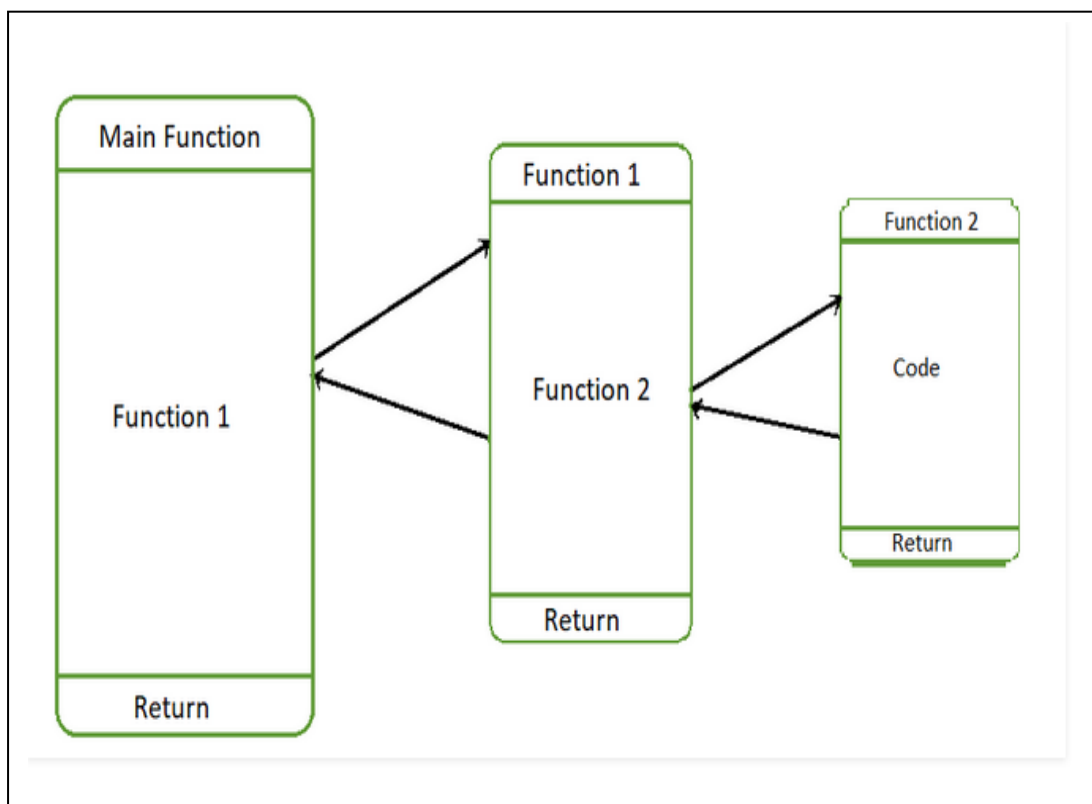 Main Function
Function 1
Return
Function 1
Function 2
Return
Function 2
Code
Return